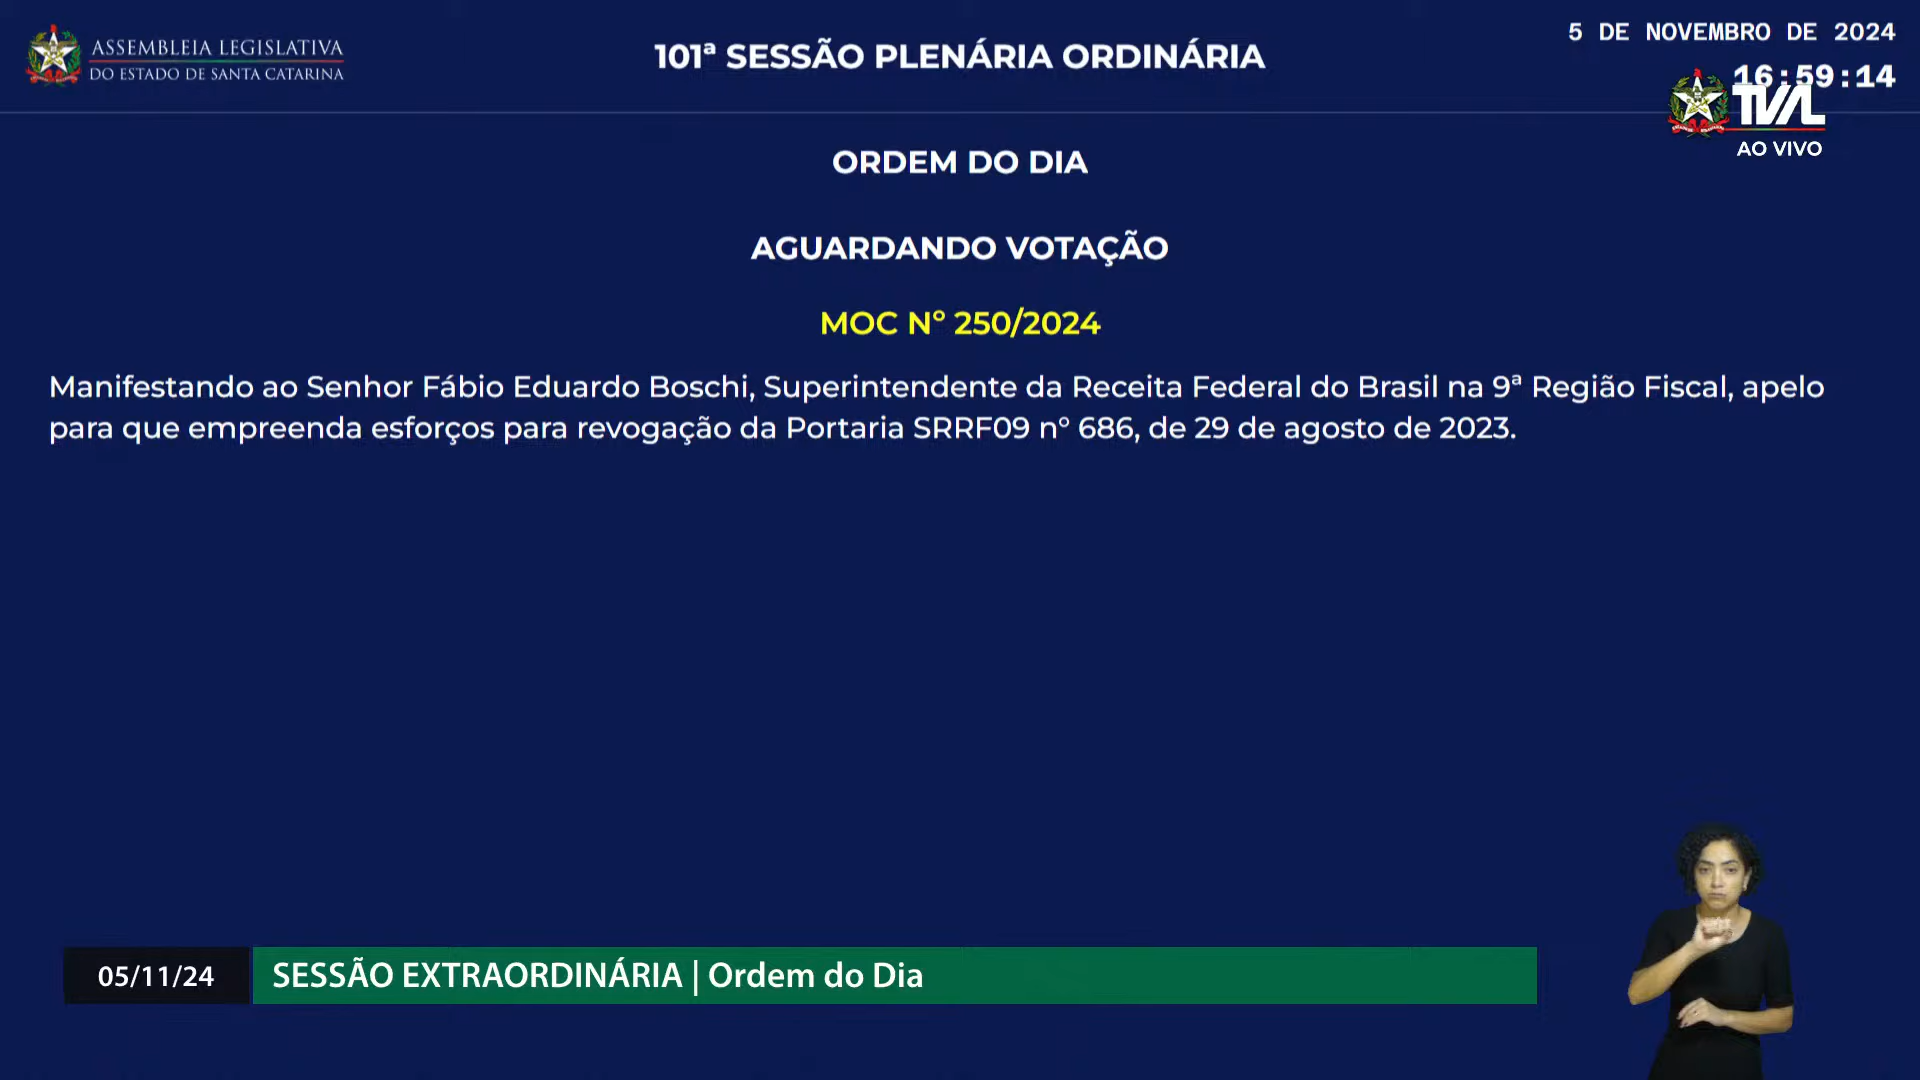 ASSEMBLEIA LEGISLATIVA
DO ESTADO DE SANTA CATARINA
101ª SESSÃO PLENÁRIA ORDINÁRIA
5 DE NOVEMBRO DE 2024
16:59:14
TVAL
AO VIVO
ORDEM DO DIA
AGUARDANDO VOTAÇÃO
MOC Nº 250/2024
Manifestando ao Senhor Fábio Eduardo Boschi, Superintendente da Receita Federal do Brasil na 9ª Região Fiscal, apelo
para que empreenda esforços para revogação da Portaria SRRF09 n° 686, de 29 de agosto de 2023.
05/11/24
SESSÃO EXTRAORDINÁRIA | Ordem do Dia